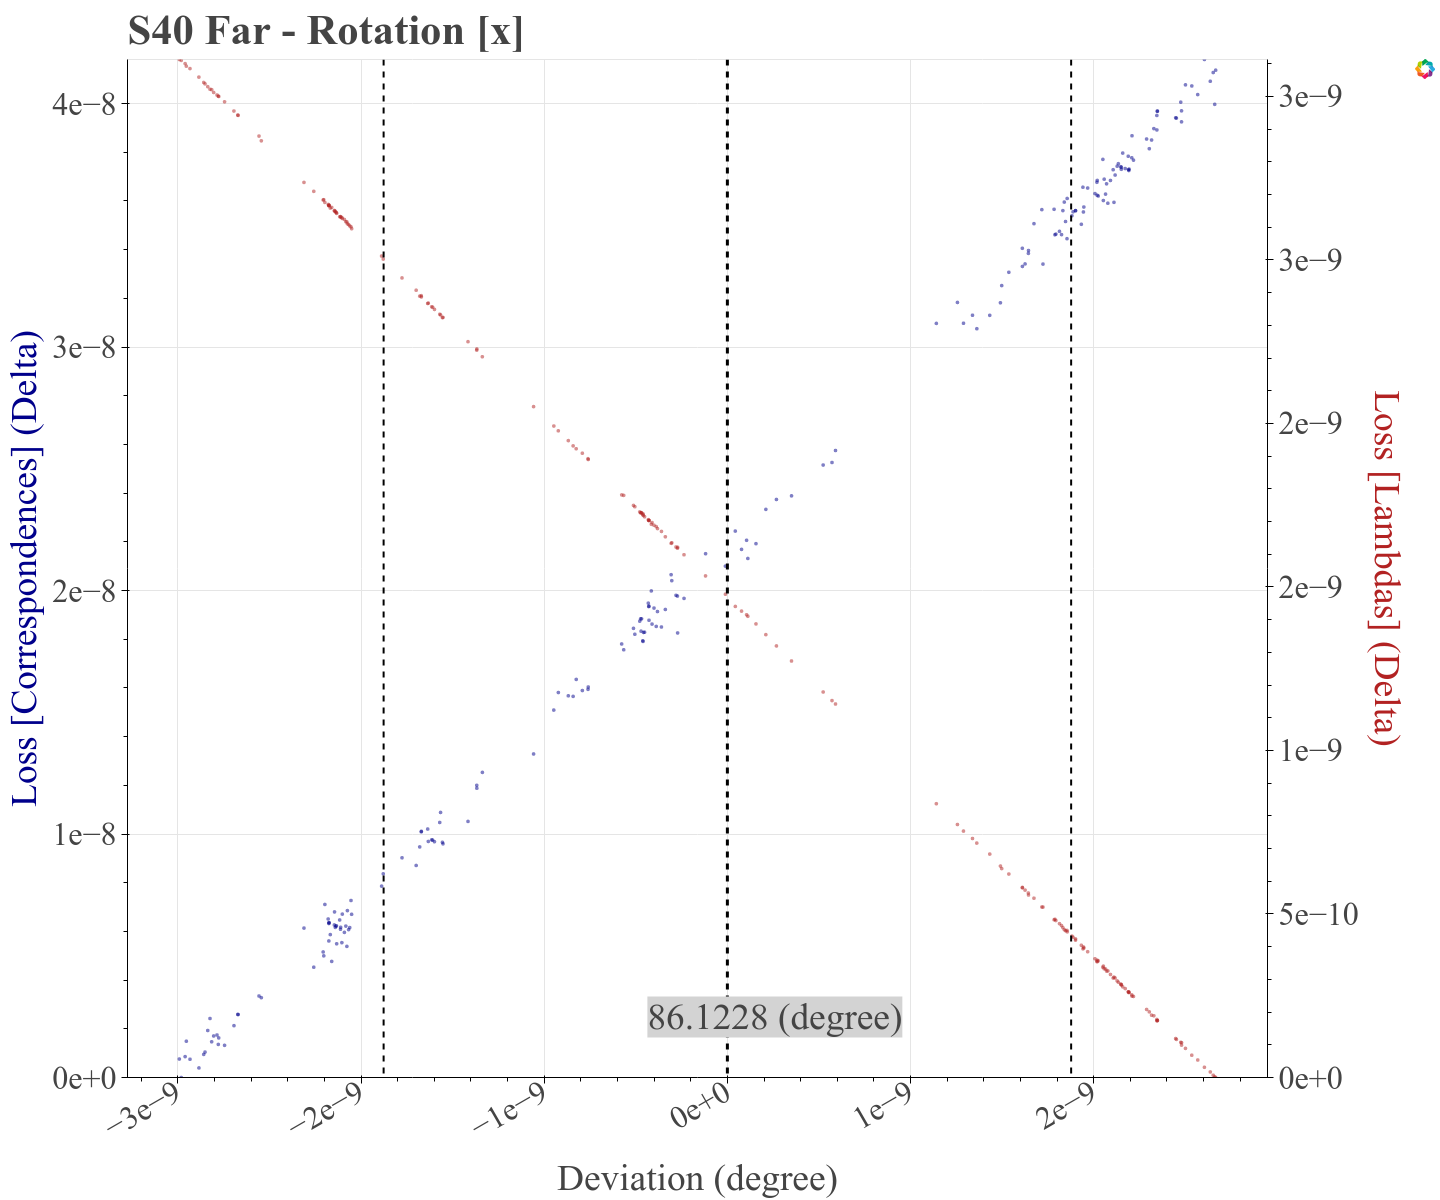 S40 Far - Rotation [x]
Loss [Correspondences] (Delta)
4e−8
3e−8
2e−8
1e−8
0e+0
3e−9
3e−9
2e−9
2e−9
1e−9
5e−10
0e+0
Loss [Lambdas] (Delta)
86.1228 (degree)
−3e−9
−2e−9
−1e−9
0e+0
1e−9
2e−9
Deviation (degree)